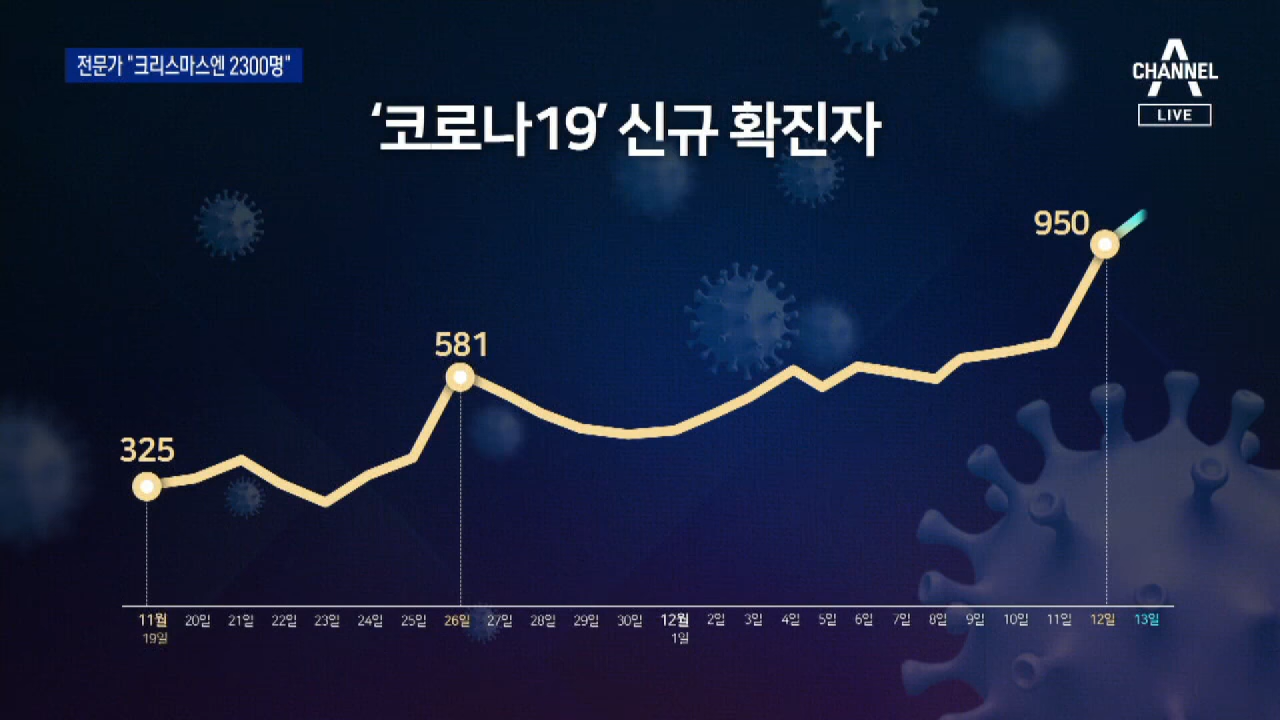 전문가 "크리스마스엔 2300명"
CHANNEL A
LIVE
‘코로나19’ 신규 확진자
950
581
325
11월 20일 21일 22일 23일 24일 25일 26일 27일 28일 29일 30일 12월 2일 3일 4일 5일 6일 7일 8일 9일 10일 11일 12일 13일
19일 1일